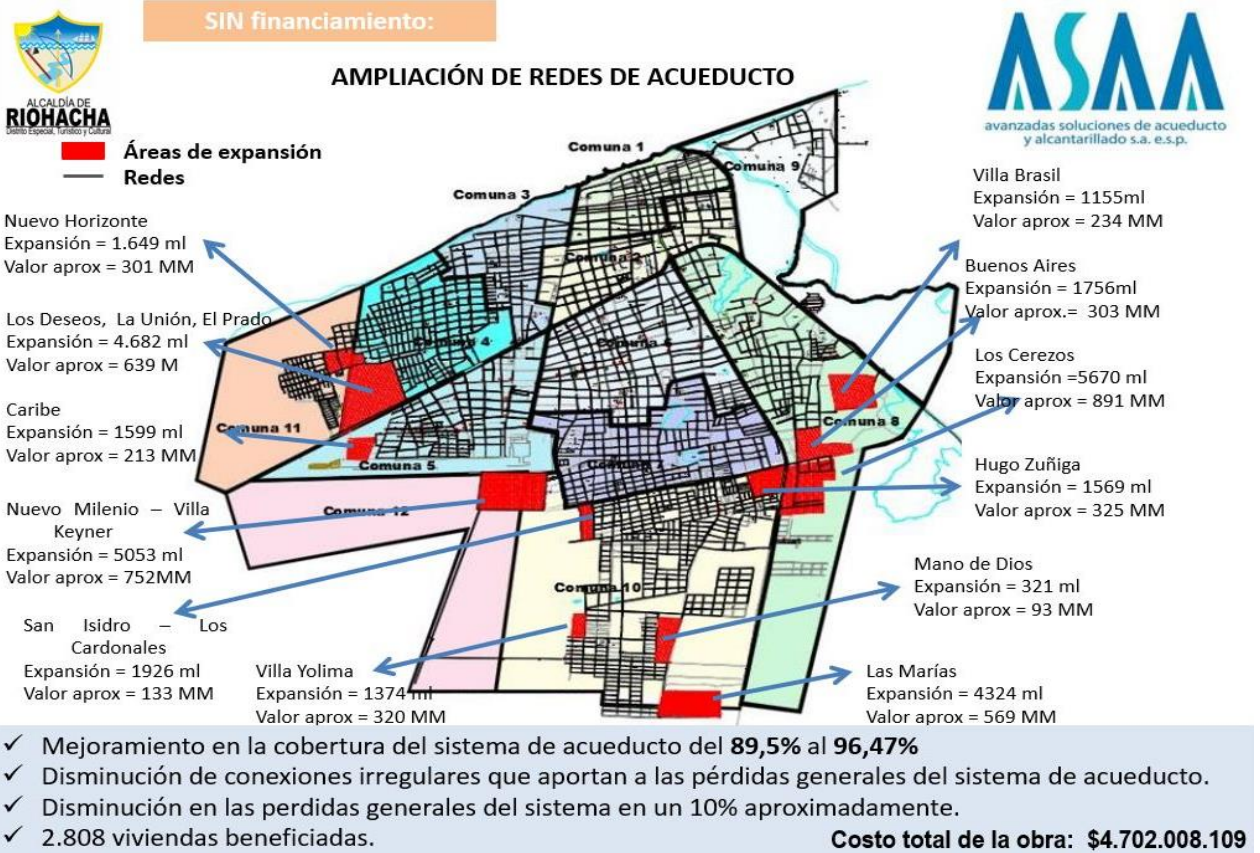 SIN financiamiento:
ALCALDÍA DE
RIOHACHA
Distrito Especial, Turístico y Cultural
AMPLIACIÓN DE REDES DE ACUEDUCTO
ASAA
avanzadas soluciones de acueducto
y alcantarillado s.a. e.s.p.
Áreas de expansión
Redes
Nuevo Horizonte
Expansión = 1.649 ml
Valor aprox = 301 MM
Los Deseos, La Unión, El Prado
Expansión = 4.682 ml
Valor aprox = 639 M
Caribe
Expansión = 1599 ml
Valor aprox = 213 MM
Nuevo Milenio – Villa
Keyner
Expansión = 5053 ml
Valor aprox = 752MM
San Isidro – Los
Cardonales
Expansión = 1926 ml
Valor aprox = 133 MM
Villa Yolima
Expansión = 1374 ml
Valor aprox = 320 MM
Comuna 1
Comuna 9
Comuna 3
Comuna 2
Comuna 4
Comuna 6
Comuna 11
Comuna 8
Comuna 5
Comuna 7
Comuna 12
Comuna 10
Villa Brasil
Expansión = 1155ml
Valor aprox = 234 MM
Buenos Aires
Expansión = 1756ml
Valor aprox.= 303 MM
Los Cerezos
Expansión =5670 ml
Valor aprox = 891 MM
Hugo Zuñiga
Expansión = 1569 ml
Valor aprox = 325 MM
Mano de Dios
Expansión = 321 ml
Valor aprox = 93 MM
Las Marías
Expansión = 4324 ml
Valor aprox = 569 MM
✓ Mejoramiento en la cobertura del sistema de acueducto del 89,5% al 96,47%
✓ Disminución de conexiones irregulares que aportan a las pérdidas generales del sistema de acueducto.
✓ Disminución en las perdidas generales del sistema en un 10% aproximadamente.
✓ 2.808 viviendas beneficiadas.
Costo total de la obra: $4.702.008.109